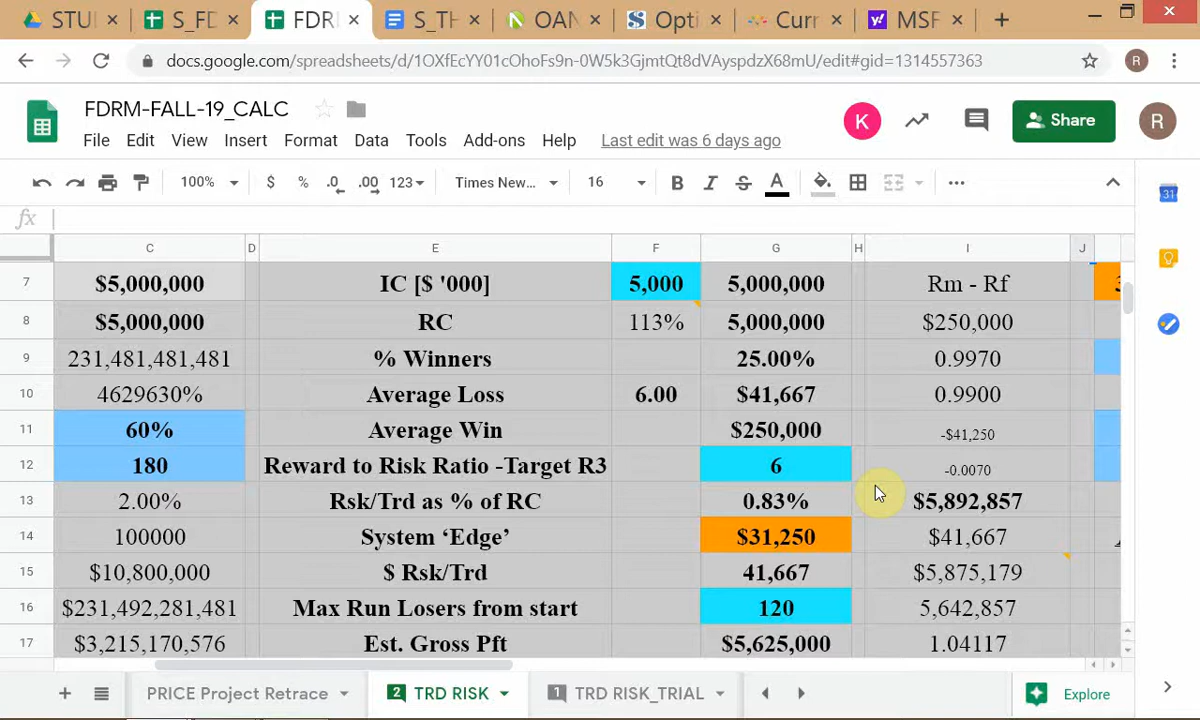 STUI S_FD FDRI S_TH OAN Opti Curr MSF
docs.google.com/spreadsheets/d/1OXfEcYY01cOhoFs9n-0W5k3GjmtQt8dVAyspdzX68mU/edit#gid=1314557363 R
FDRM-FALL-19_CALC
File Edit View Insert Format Data Tools Add-ons Help Last edit was 6 days ago
K Share R
100% $ % .0 .00 123 Times New... 16 B I S A 31
fx
C D E F G H I J
7 $5,000,000 IC [$ '000] 5,000 5,000,000 Rm - Rf
8 $5,000,000 RC 113% 5,000,000 $250,000
9 231,481,481,481 % Winners 25.00% 0.9970
10 4629630% Average Loss 6.00 $41,667 0.9900
11 60% Average Win $250,000 -$41,250
12 180 Reward to Risk Ratio -Target R3 6 -0.0070
13 2.00% Rsk/Trd as % of RC 0.83% $5,892,857
14 100000 System ‘Edge’ $31,250 $41,667
15 $10,800,000 $ Rsk/Trd 41,667 $5,875,179
16 $231,492,281,481 Max Run Losers from start 120 5,642,857
17 $3,215,170,576 Est. Gross Pft $5,625,000 1.04117
PRICE Project Retrace 2 TRD RISK 1 TRD RISK_TRIAL Explore